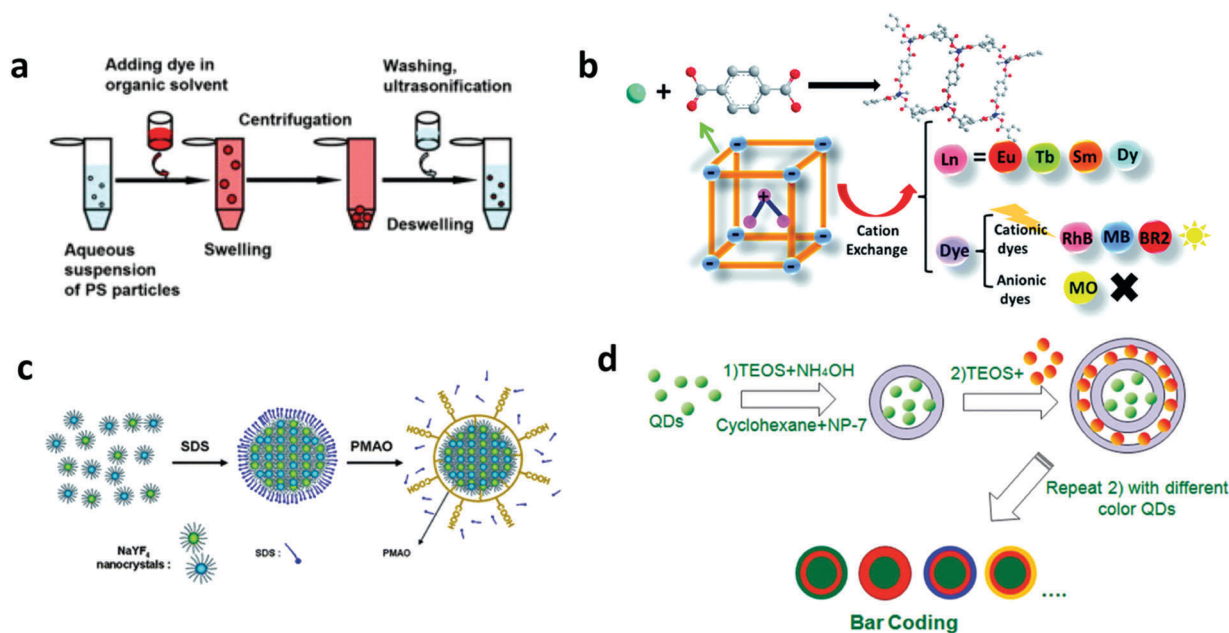 a
Adding dye in
organic solvent
Centrifugation
Washing,
ultrasonification
Deswelling
Aqueous
suspension
of PS particles
Swelling
b
+
+
-
-
-
-
-
-
-
-
Cation
Exchange
Ln = Eu Tb Sm Dy
Dye
Cationic
dyes
RhB MB BR2
Anionic
dyes
MO
c
SDS
PMAO
HOOC
COOH
NaYF4
nanocrystals :
SDS :
PMAO
d
QDs
1)TEOS+NH4OH
Cyclohexane+NP-7
2)TEOS+
Repeat 2) with different
color QDs
....
Bar Coding